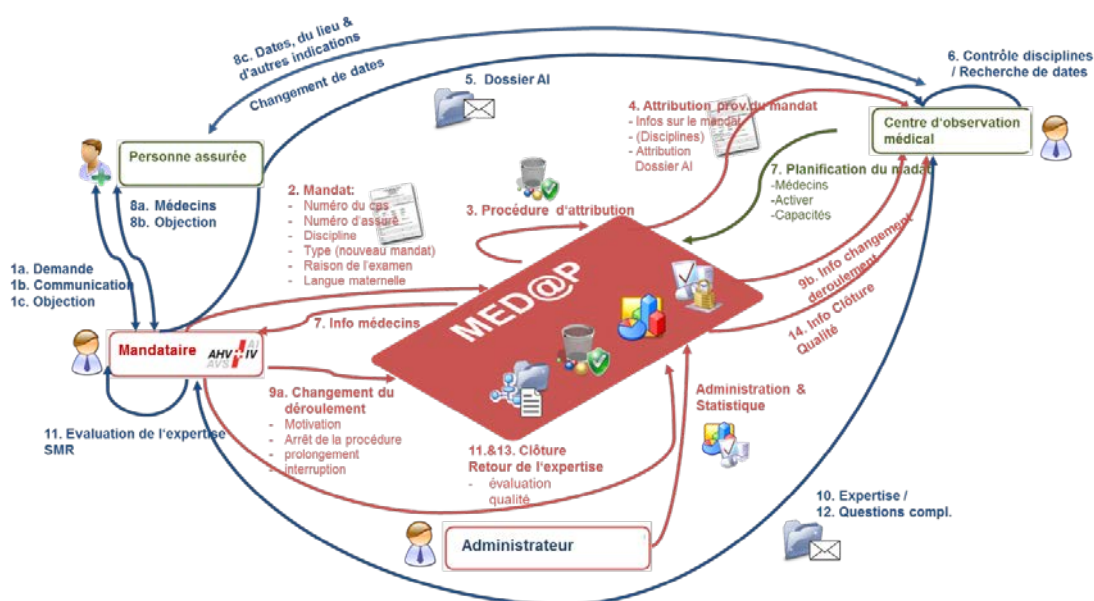 8c. Dates, du lieu &
d'autres indications
Changement de dates
5. Dossier AI
6. Contrôle disciplines
/ Recherche de dates
4. Attribution prov.du mandat
- Infos sur le mandat
- (Disciplines)
- Attribution
Dossier AI
Centre d'observation
médical
Personne assurée
7. Planification du madat
-Médecins
-Activer
-Capacités
2. Mandat:
- Numéro du cas
- Numéro d'assuré
- Discipline
- Type (nouveau mandat)
- Raison de l'examen
- Langue maternelle
3. Procédure d'attribution
8a. Médecins
8b. Objection
1a. Demande
1b. Communication
1c. Objection
MED@P
9b. Info changement
deroulement
14. Info Clôture
Qualité
7. Info médecins
Mandataire
AHV IV
AVS AI
9a. Changement du
déroulement
- Motivation
- Arrêt de la procédure
- prolongement
- interruption
Administration &
Statistique
11. Evaluation de l'expertise
SMR
11.&13. Clôture
Retour de l'expertise
- évaluation
qualité
10. Expertise /
12. Questions compl.
Administrateur